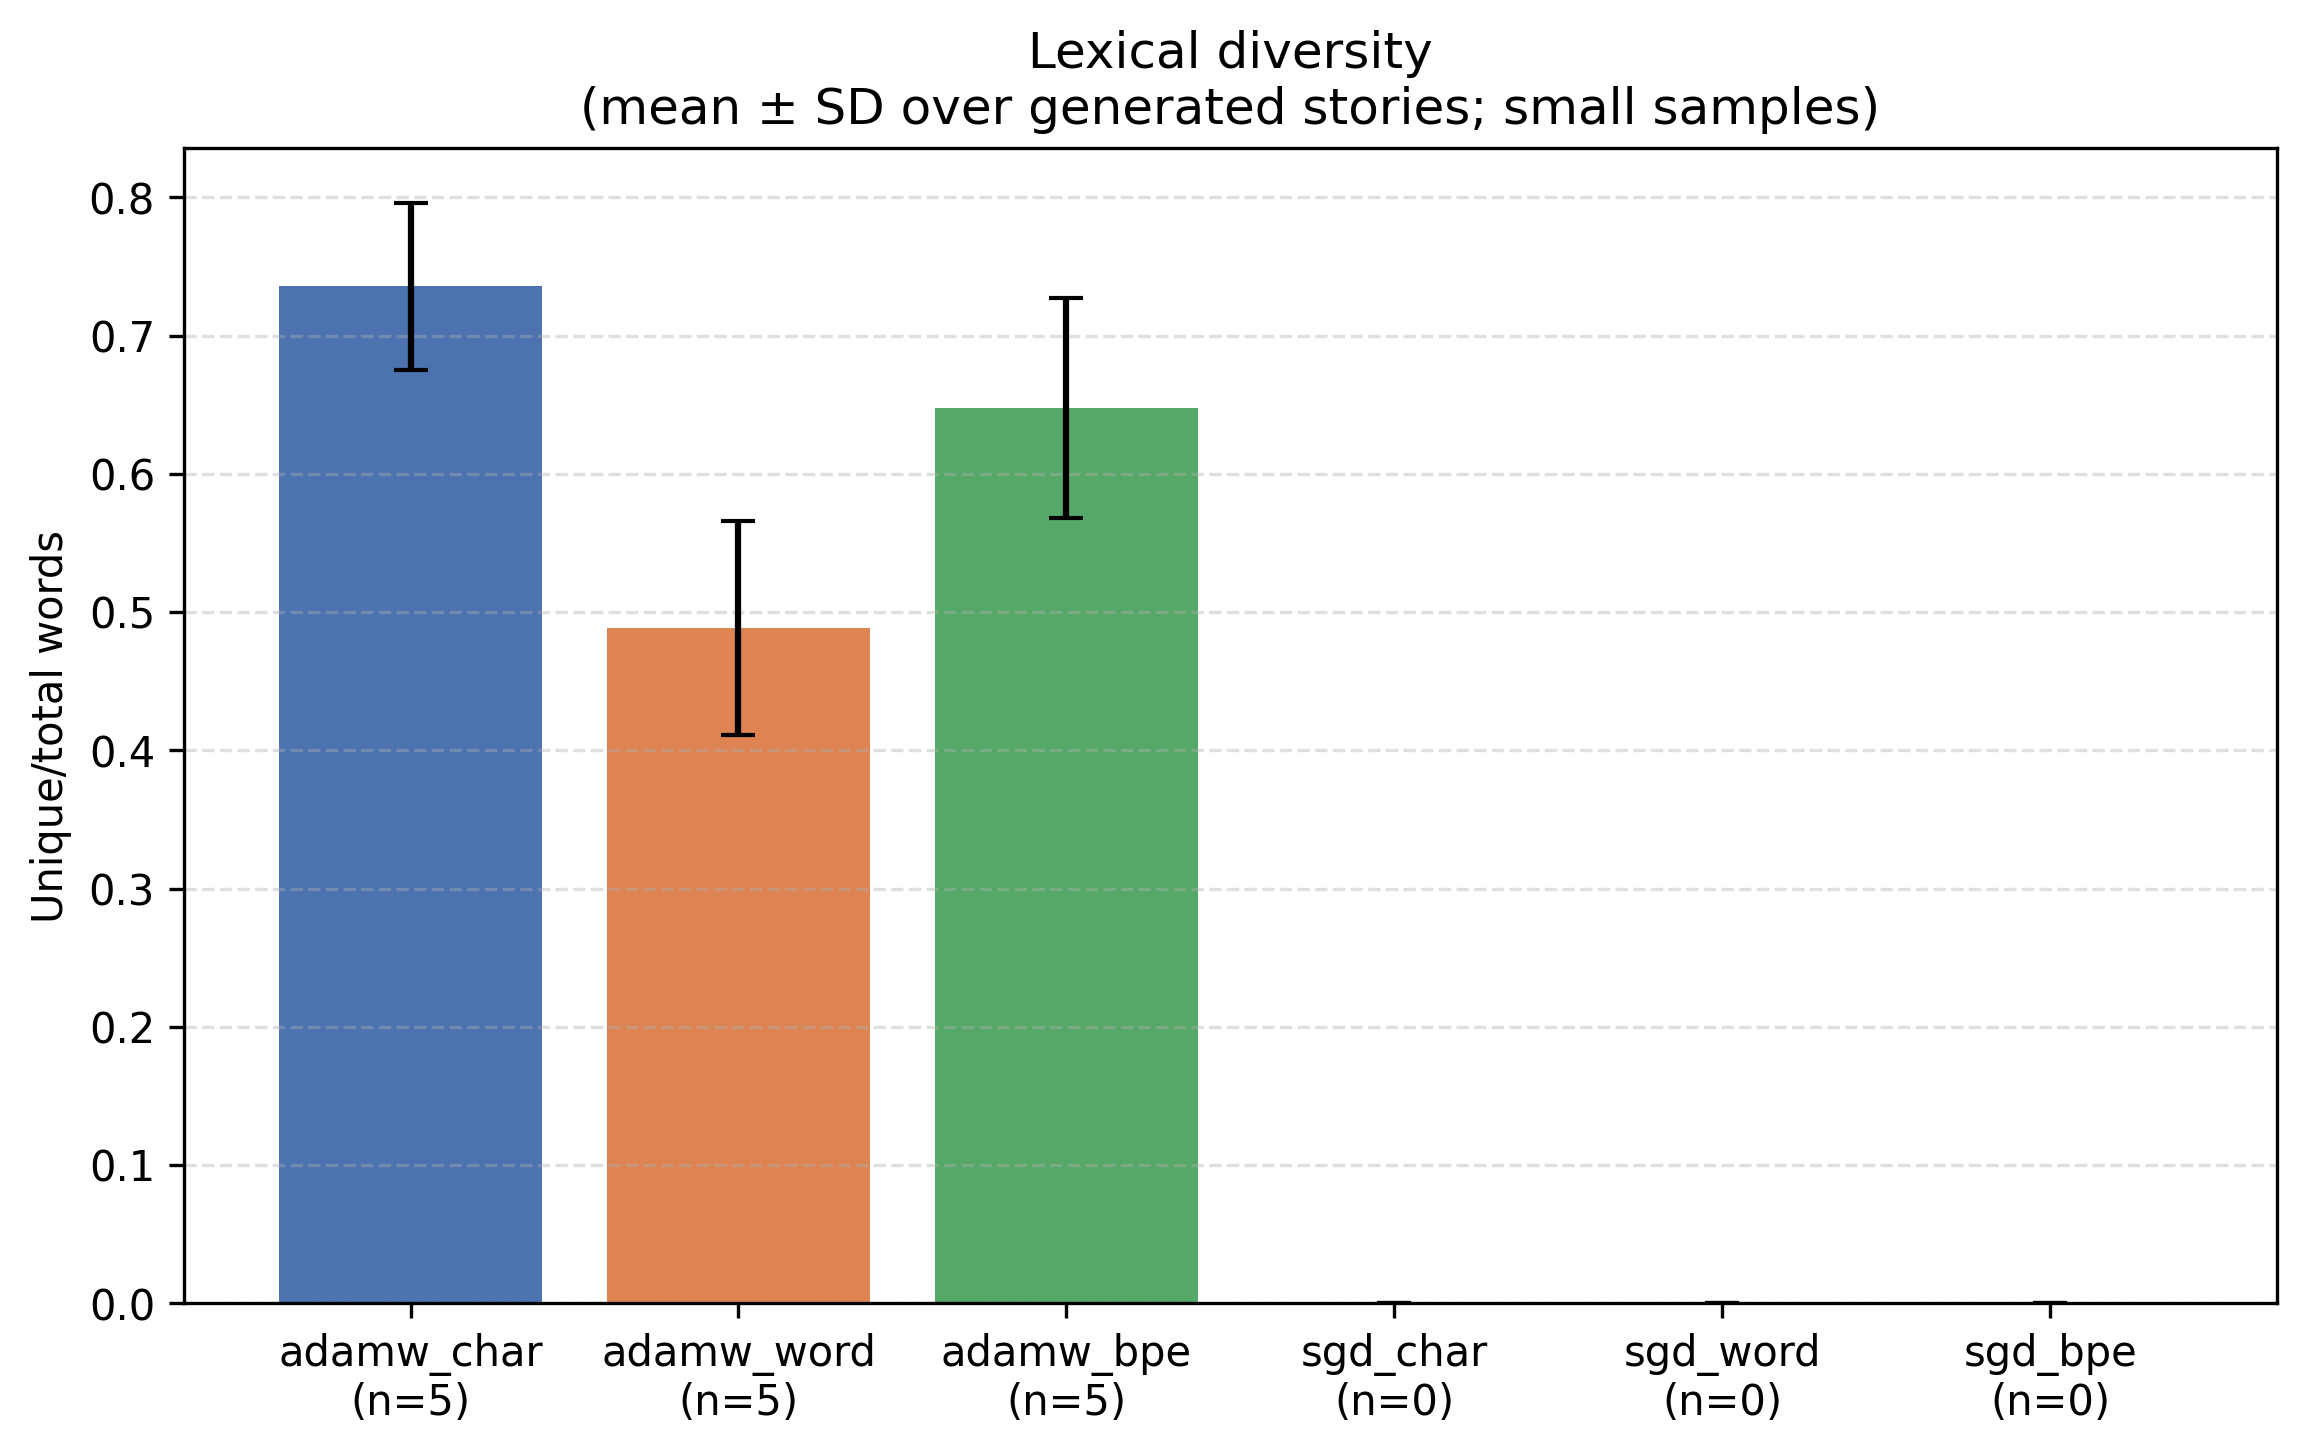 Lexical diversity
(mean ± SD over generated stories; small samples)
Unique/total words
0.8
0.7
0.6
0.5
0.4
0.3
0.2
0.1
0.0
adamw_char
(n=5)
adamw_word
(n=5)
adamw_bpe
(n=5)
sgd_char
(n=0)
sgd_word
(n=0)
sgd_bpe
(n=0)